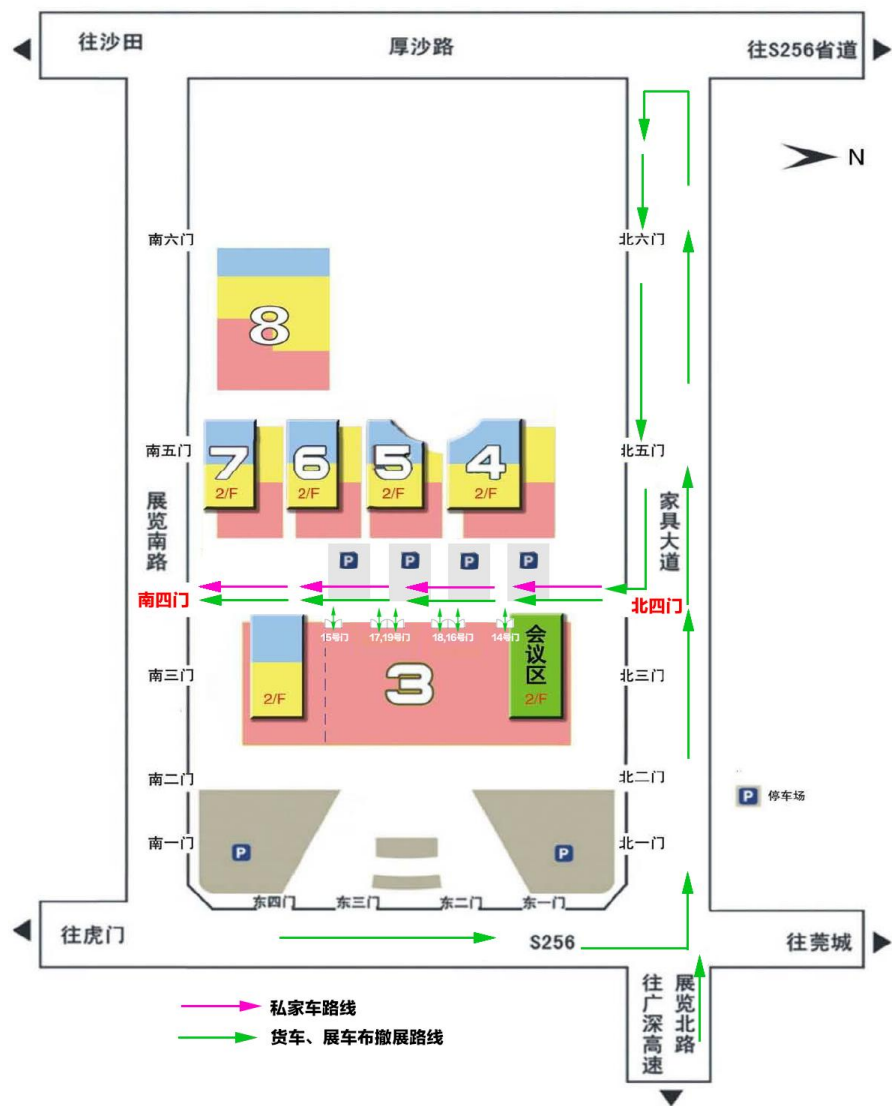 往沙田
厚沙路
往S256省道
N
南六门
北六门
8
南五门
7
6
5
4
北五门
2/F
2/F
2/F
2/F
展览南路
家具大道
P
P
P
P
南四门
北四门
15号门
17,19号门
18,16号门
14号门
会议区
南三门
2/F
3
2/F
北三门
南二门
北二门
P
停车场
南一门
P
P
北一门
东四门
东三门
东二门
东一门
往虎门
S256
往莞城
展览北路
往广深高速
私家车路线
货车、展车布撤展路线